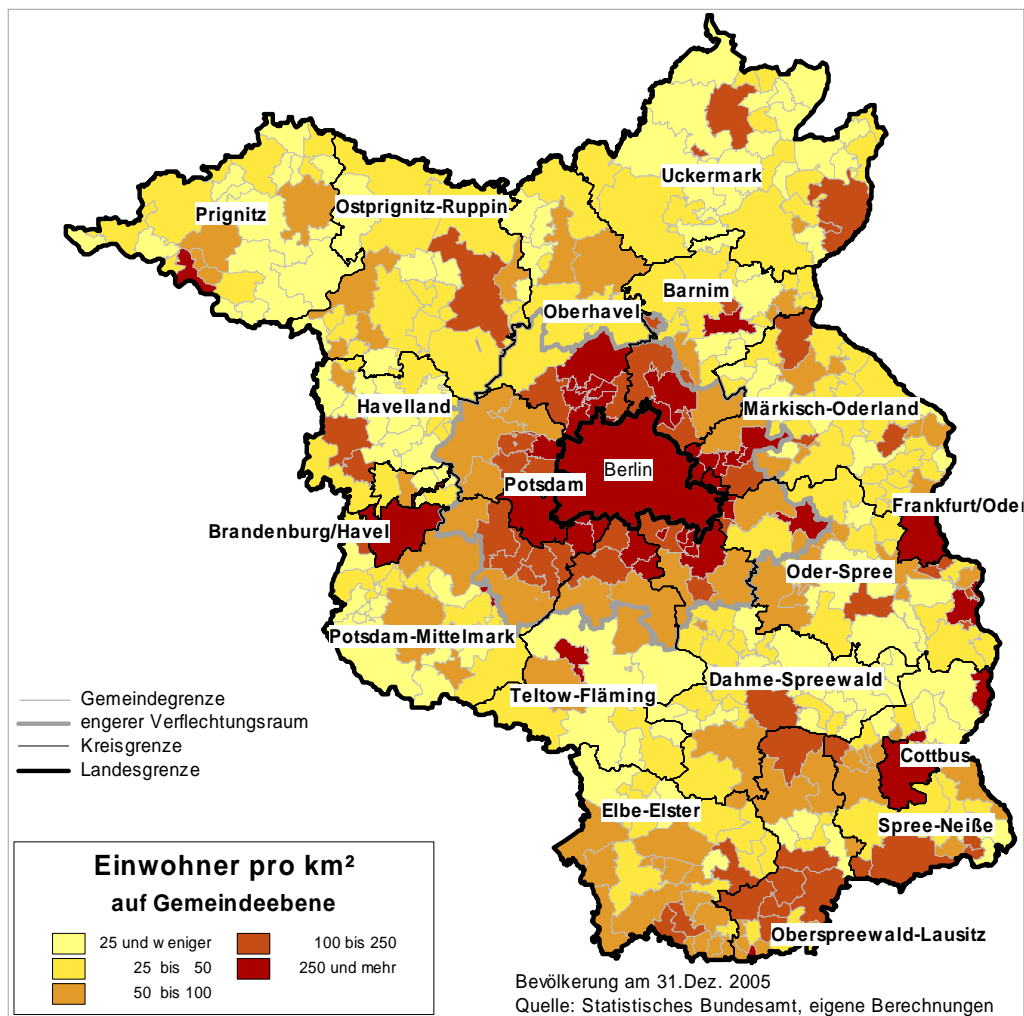 Uckermark
Prignitz
Ostprignitz-Ruppin
Barnim
Oberhavel
Havelland
Märkisch-Oderland
Berlin
Potsdam
Frankfurt/Oder
Brandenburg/Havel
Oder-Spree
Potsdam-Mittelmark
Dahme-Spreewald
Teltow-Fläming
Gemeindegrenze
engerer Verflechtungsraum
Kreisgrenze
Landesgrenze
Cottbus
Elbe-Elster
Spree-Neiße
Oberspreewald-Lausitz
Einwohner pro km²
auf Gemeindeebene
25 und weniger
25 bis 50
50 bis 100
100 bis 250
250 und mehr
Bevölkerung am 31.Dez. 2005
Quelle: Statistisches Bundesamt, eigene Berechnungen